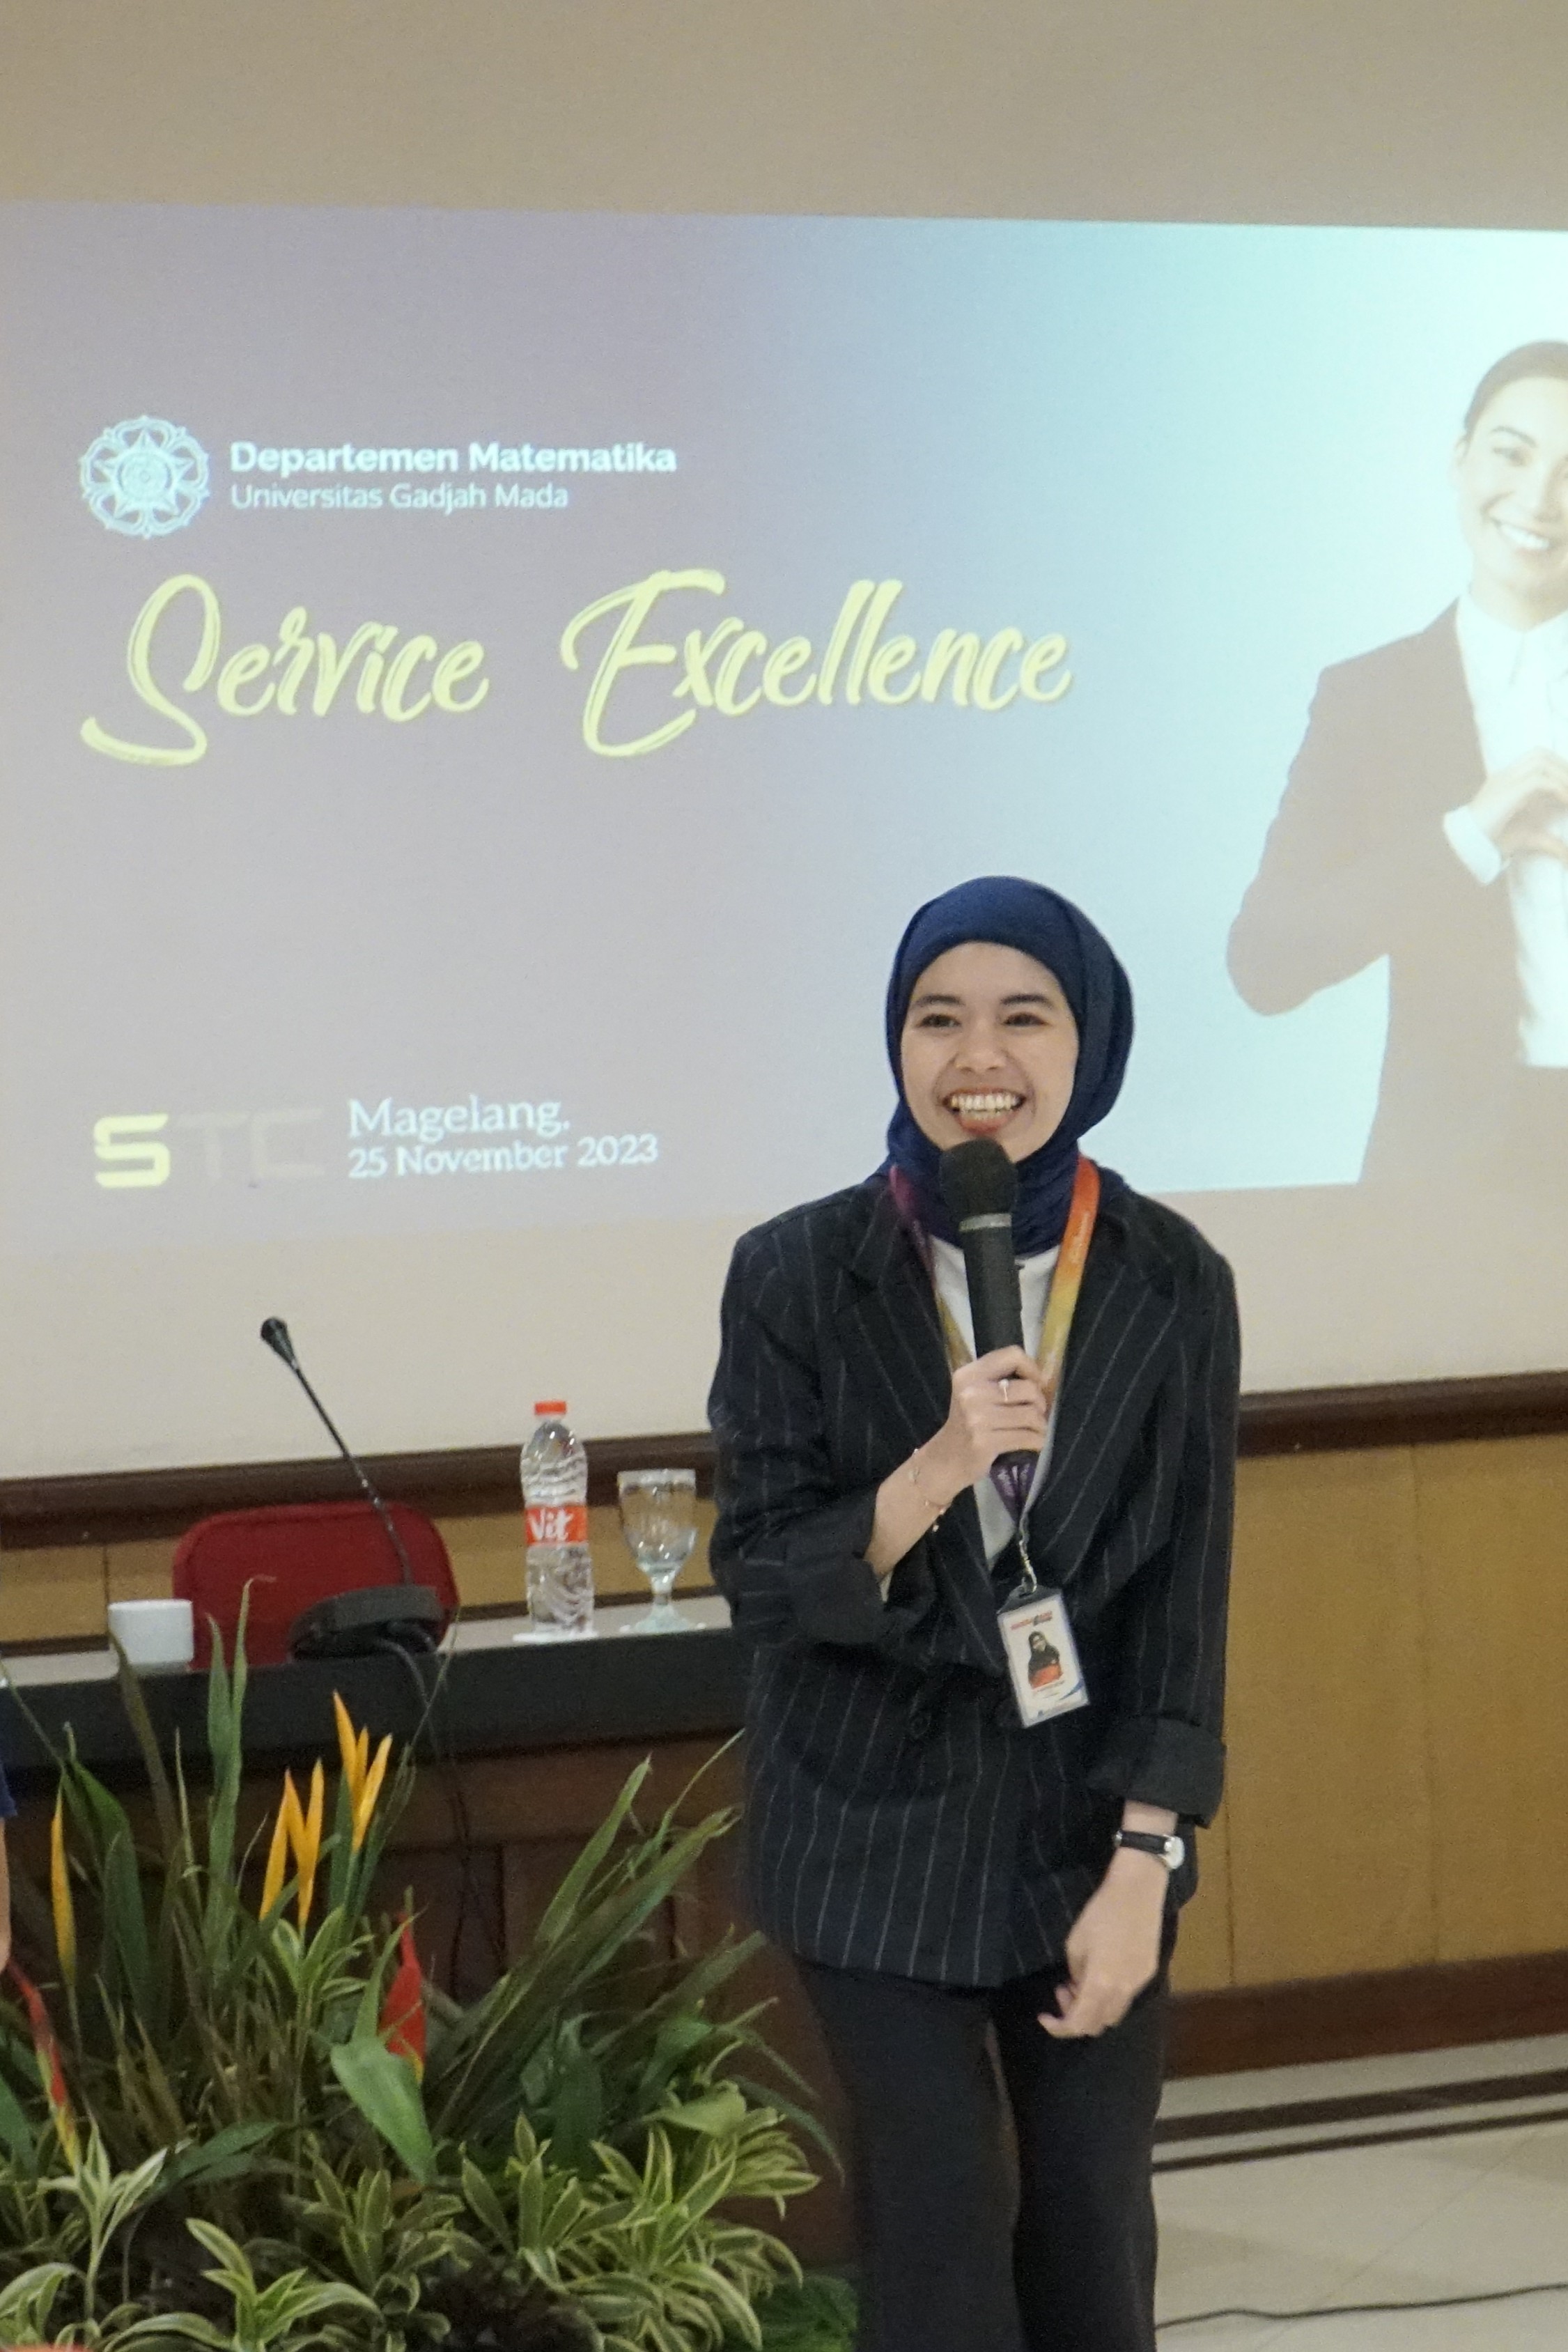 Departemen Matematika
Universitas Gadjah Mada
Service Excellence
STC
Magelang,
25 November 2023
Vit